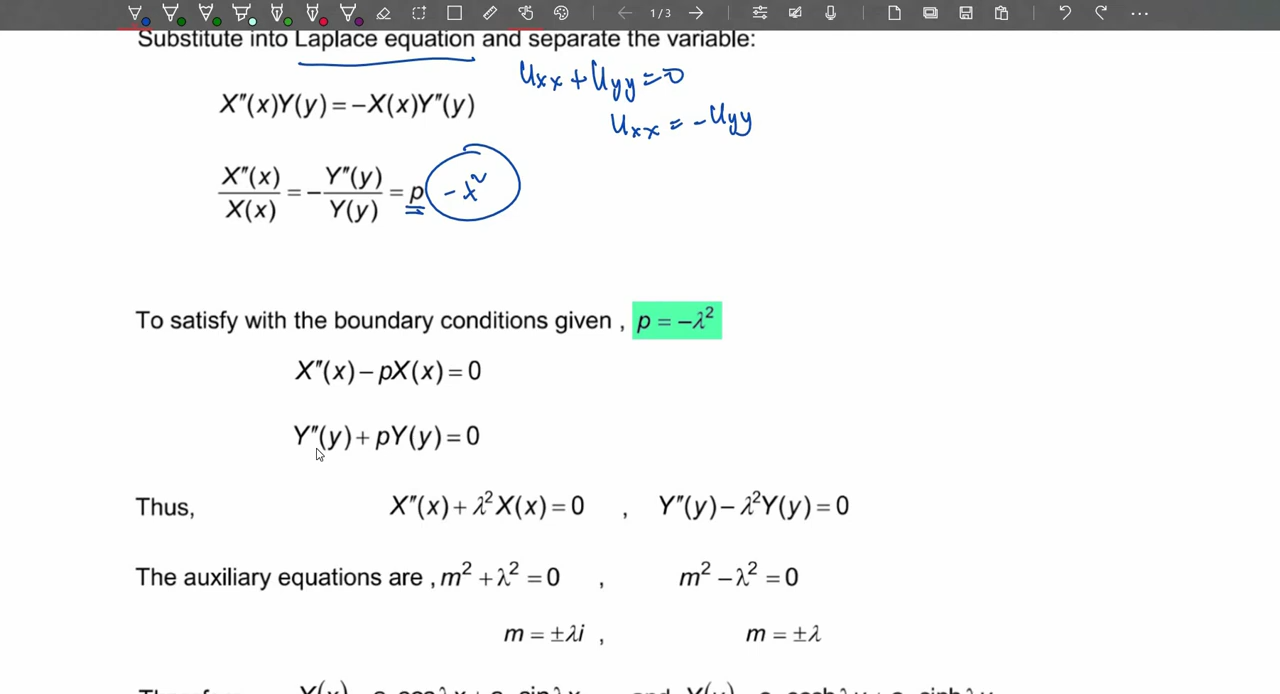 1/3
Substitute into Laplace equation and separate the variable:
Uxx + Uyy = 0
X″(x)Y(y) = −X(x)Y″(y)
Uxx = −Uyy
X″(x)/X(x) = −Y″(y)/Y(y) = p −λ²
To satisfy with the boundary conditions given , p = −λ²
X″(x) − pX(x) = 0
Y″(y) + pY(y) = 0
Thus, X″(x) + λ²X(x) = 0 , Y″(y) − λ²Y(y) = 0
The auxiliary equations are , m² + λ² = 0 , m² − λ² = 0
m = ±λi , m = ±λ